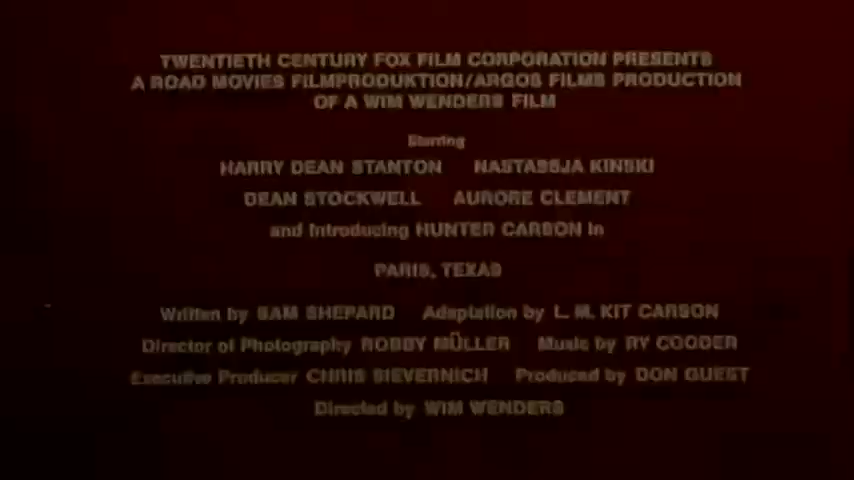 TWENTIETH CENTURY FOX FILM CORPORATION PRESENTS
A ROAD MOVIES FILMPRODUKTION/ARGOS FILMS PRODUCTION
OF A WIM WENDERS FILM
Starring
HARRY DEAN STANTON NASTASSJA KINSKI
DEAN STOCKWELL AURORE CLEMENT
and Introducing HUNTER CARSON in
PARIS, TEXAS
Written by SAM SHEPARD Adaptation by L. M. KIT CARSON
Director of Photography ROBBY MÜLLER Music by RY COODER
Executive Producer CHRIS SIEVERNICH Produced by DON GUEST
Directed by WIM WENDERS